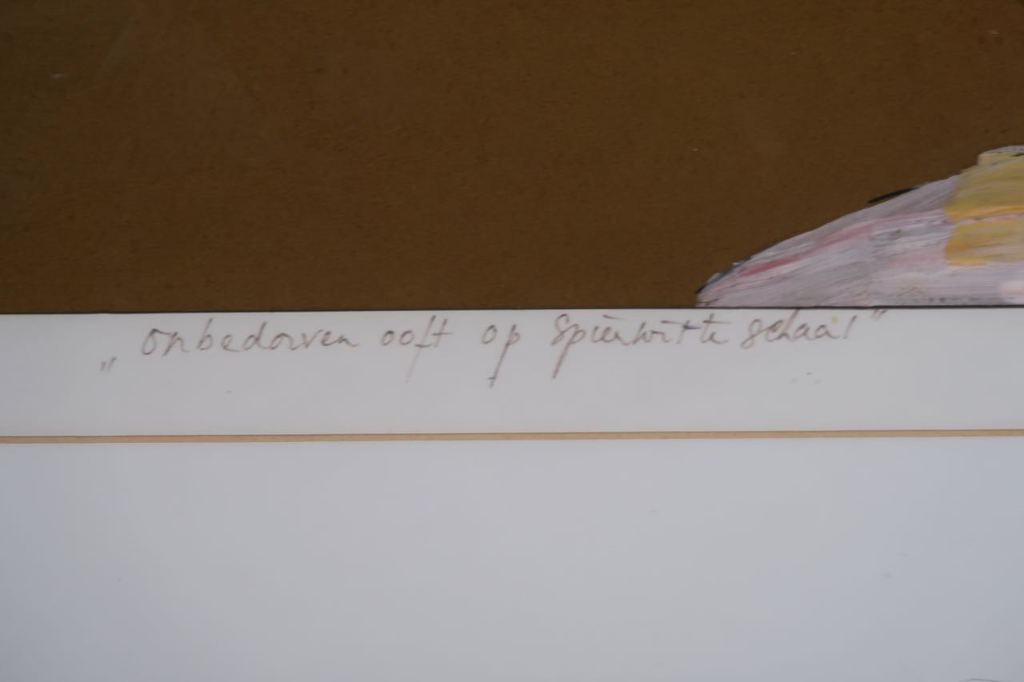 „ onbedorven ooft op spierwitte schaal"